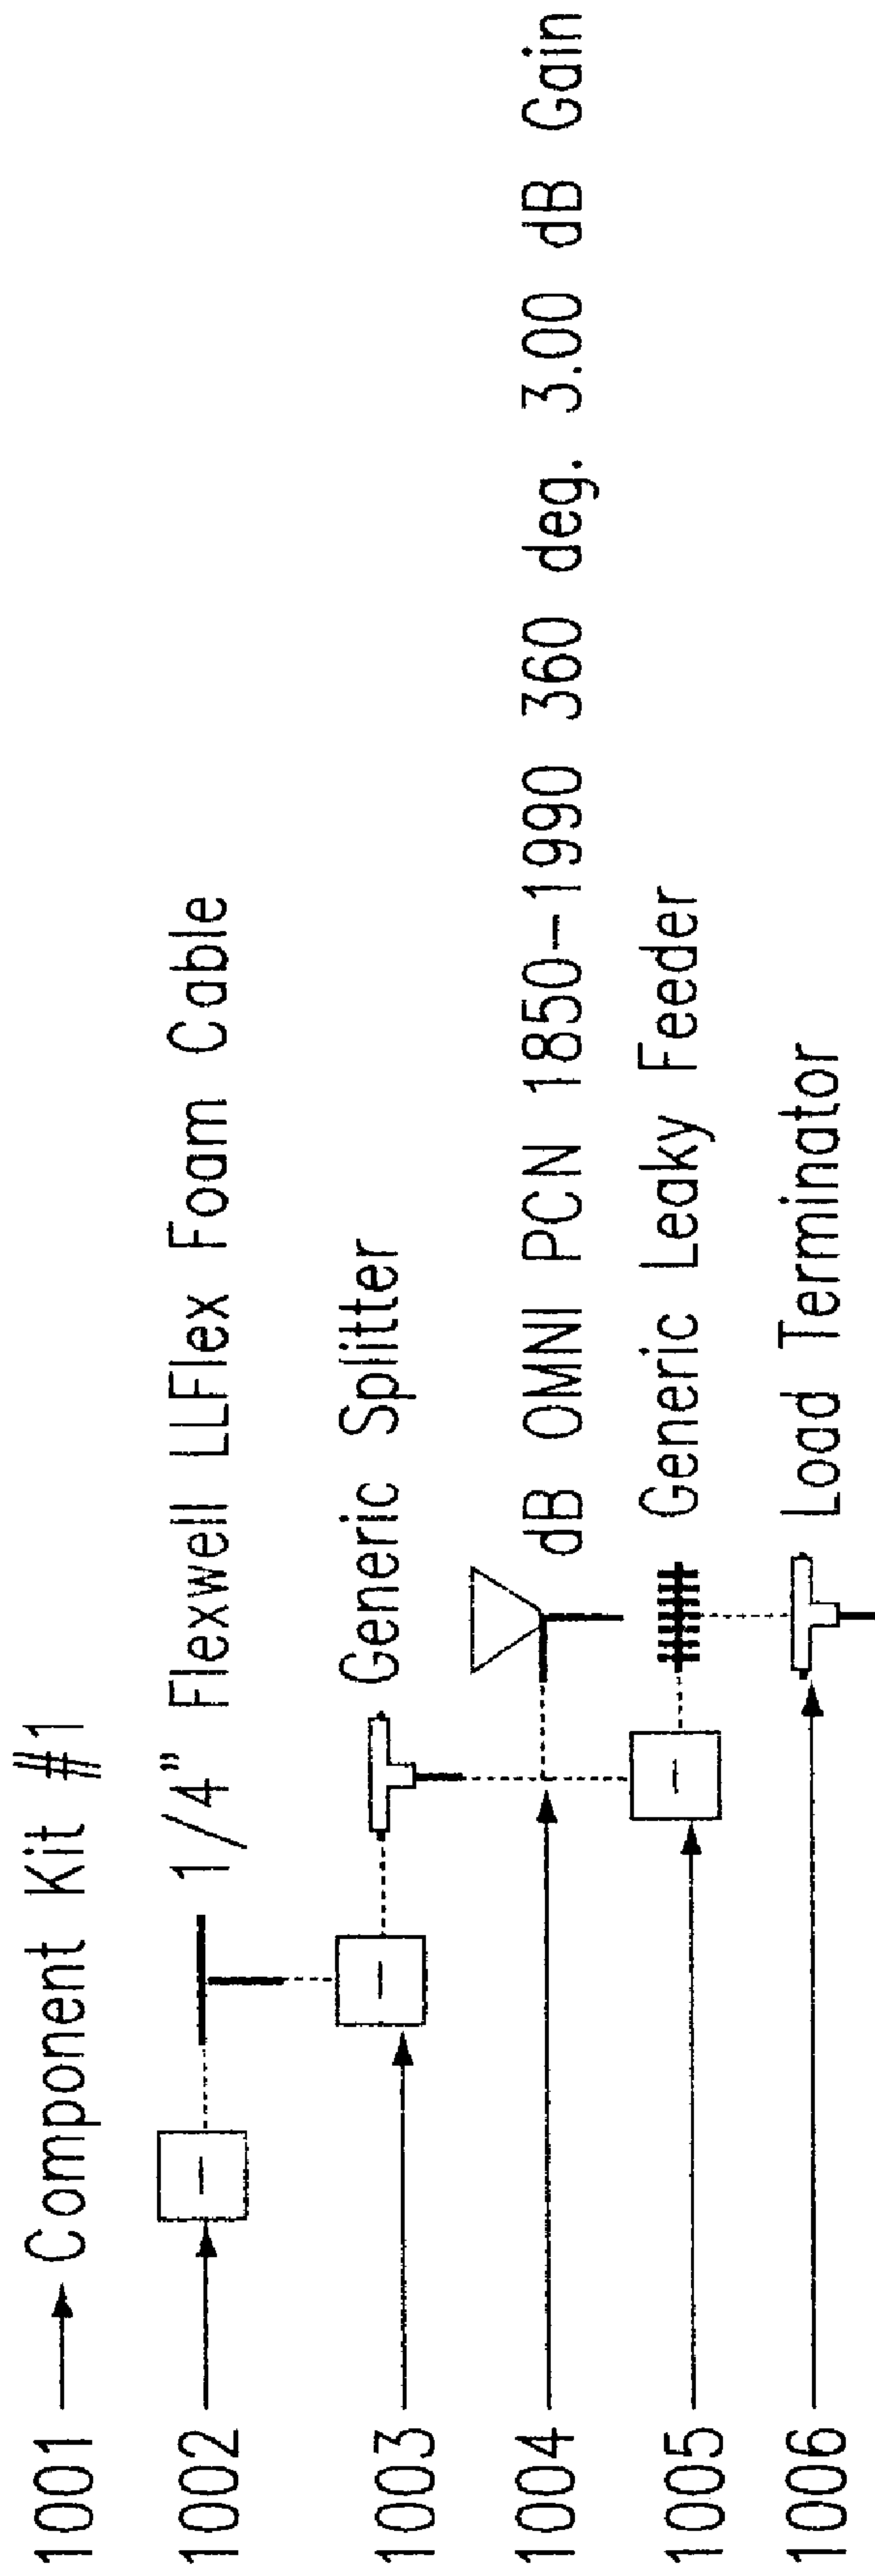 1001 Component Kit #1
1002 1/4" Flexwell LLFlex Foam Cable
1003 Generic Splitter
1004 dB OMNI PCN 1850-1990 360 deg. 3.00 dB Gain
1005 Generic Leaky Feeder
1006 Load Terminator